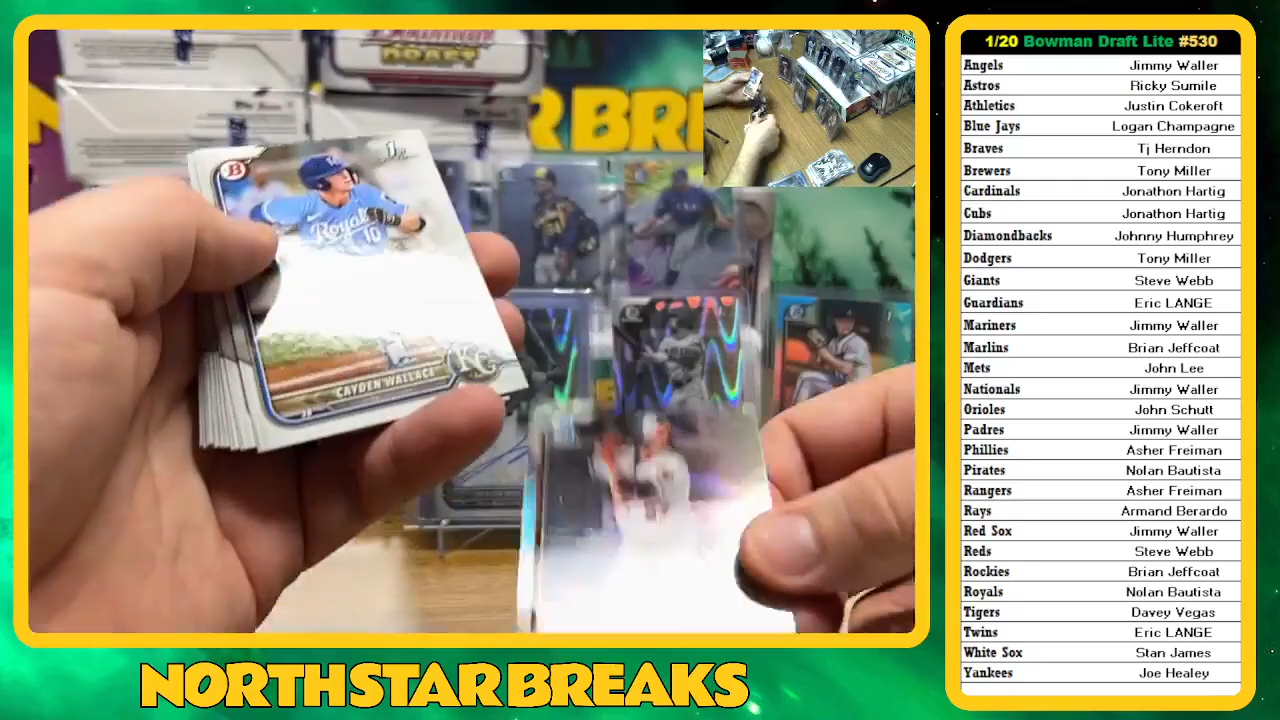 DRAFT
R BRE
1st
B
Royals
10
CAYDEN WALLACE
KC
1/20 Bowman Draft Lite #530
Angels Jimmy Waller
Astros Ricky Sumile
Athletics Justin Cokeroft
Blue Jays Logan Champagne
Braves Tj Herndon
Brewers Tony Miller
Cardinals Jonathon Hartig
Cubs Jonathon Hartig
Diamondbacks Johnny Humphrey
Dodgers Tony Miller
Giants Steve Webb
Guardians Eric LANGE
Mariners Jimmy Waller
Marlins Brian Jeffcoat
Mets John Lee
Nationals Jimmy Waller
Orioles John Schutt
Padres Jimmy Waller
Phillies Asher Freiman
Pirates Nolan Bautista
Rangers Asher Freiman
Rays Armand Berardo
Red Sox Jimmy Waller
Reds Steve Webb
Rockies Brian Jeffcoat
Royals Nolan Bautista
Tigers Davey Vegas
Twins Eric LANGE
White Sox Stan James
Yankees Joe Healey
NORTHSTAR BREAKS